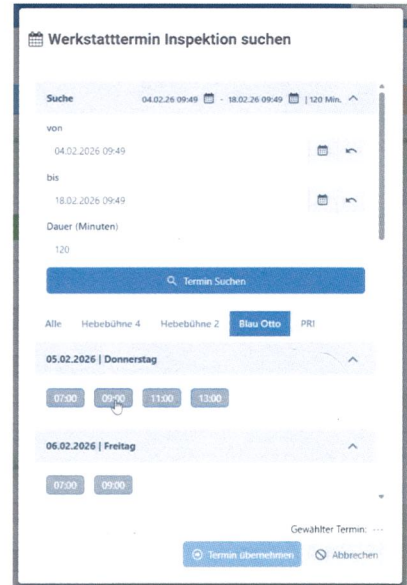 Werkstatttermin Inspektion suchen
Suche 04.02.26 09:49 - 18.02.26 09:49 | 120 Min.
von
04.02.2026 09:49
bis
18.02.2026 09:49
Dauer (Minuten)
120
Termin Suchen
Alle Hebebühne 4 Hebebühne 2 Blau Otto PRI
05.02.2026 | Donnerstag
07:00 09:00 11:00 13:00
06.02.2026 | Freitag
07:00 09:00
Gewählter Termin: ---
Termin übernehmen Abbrechen